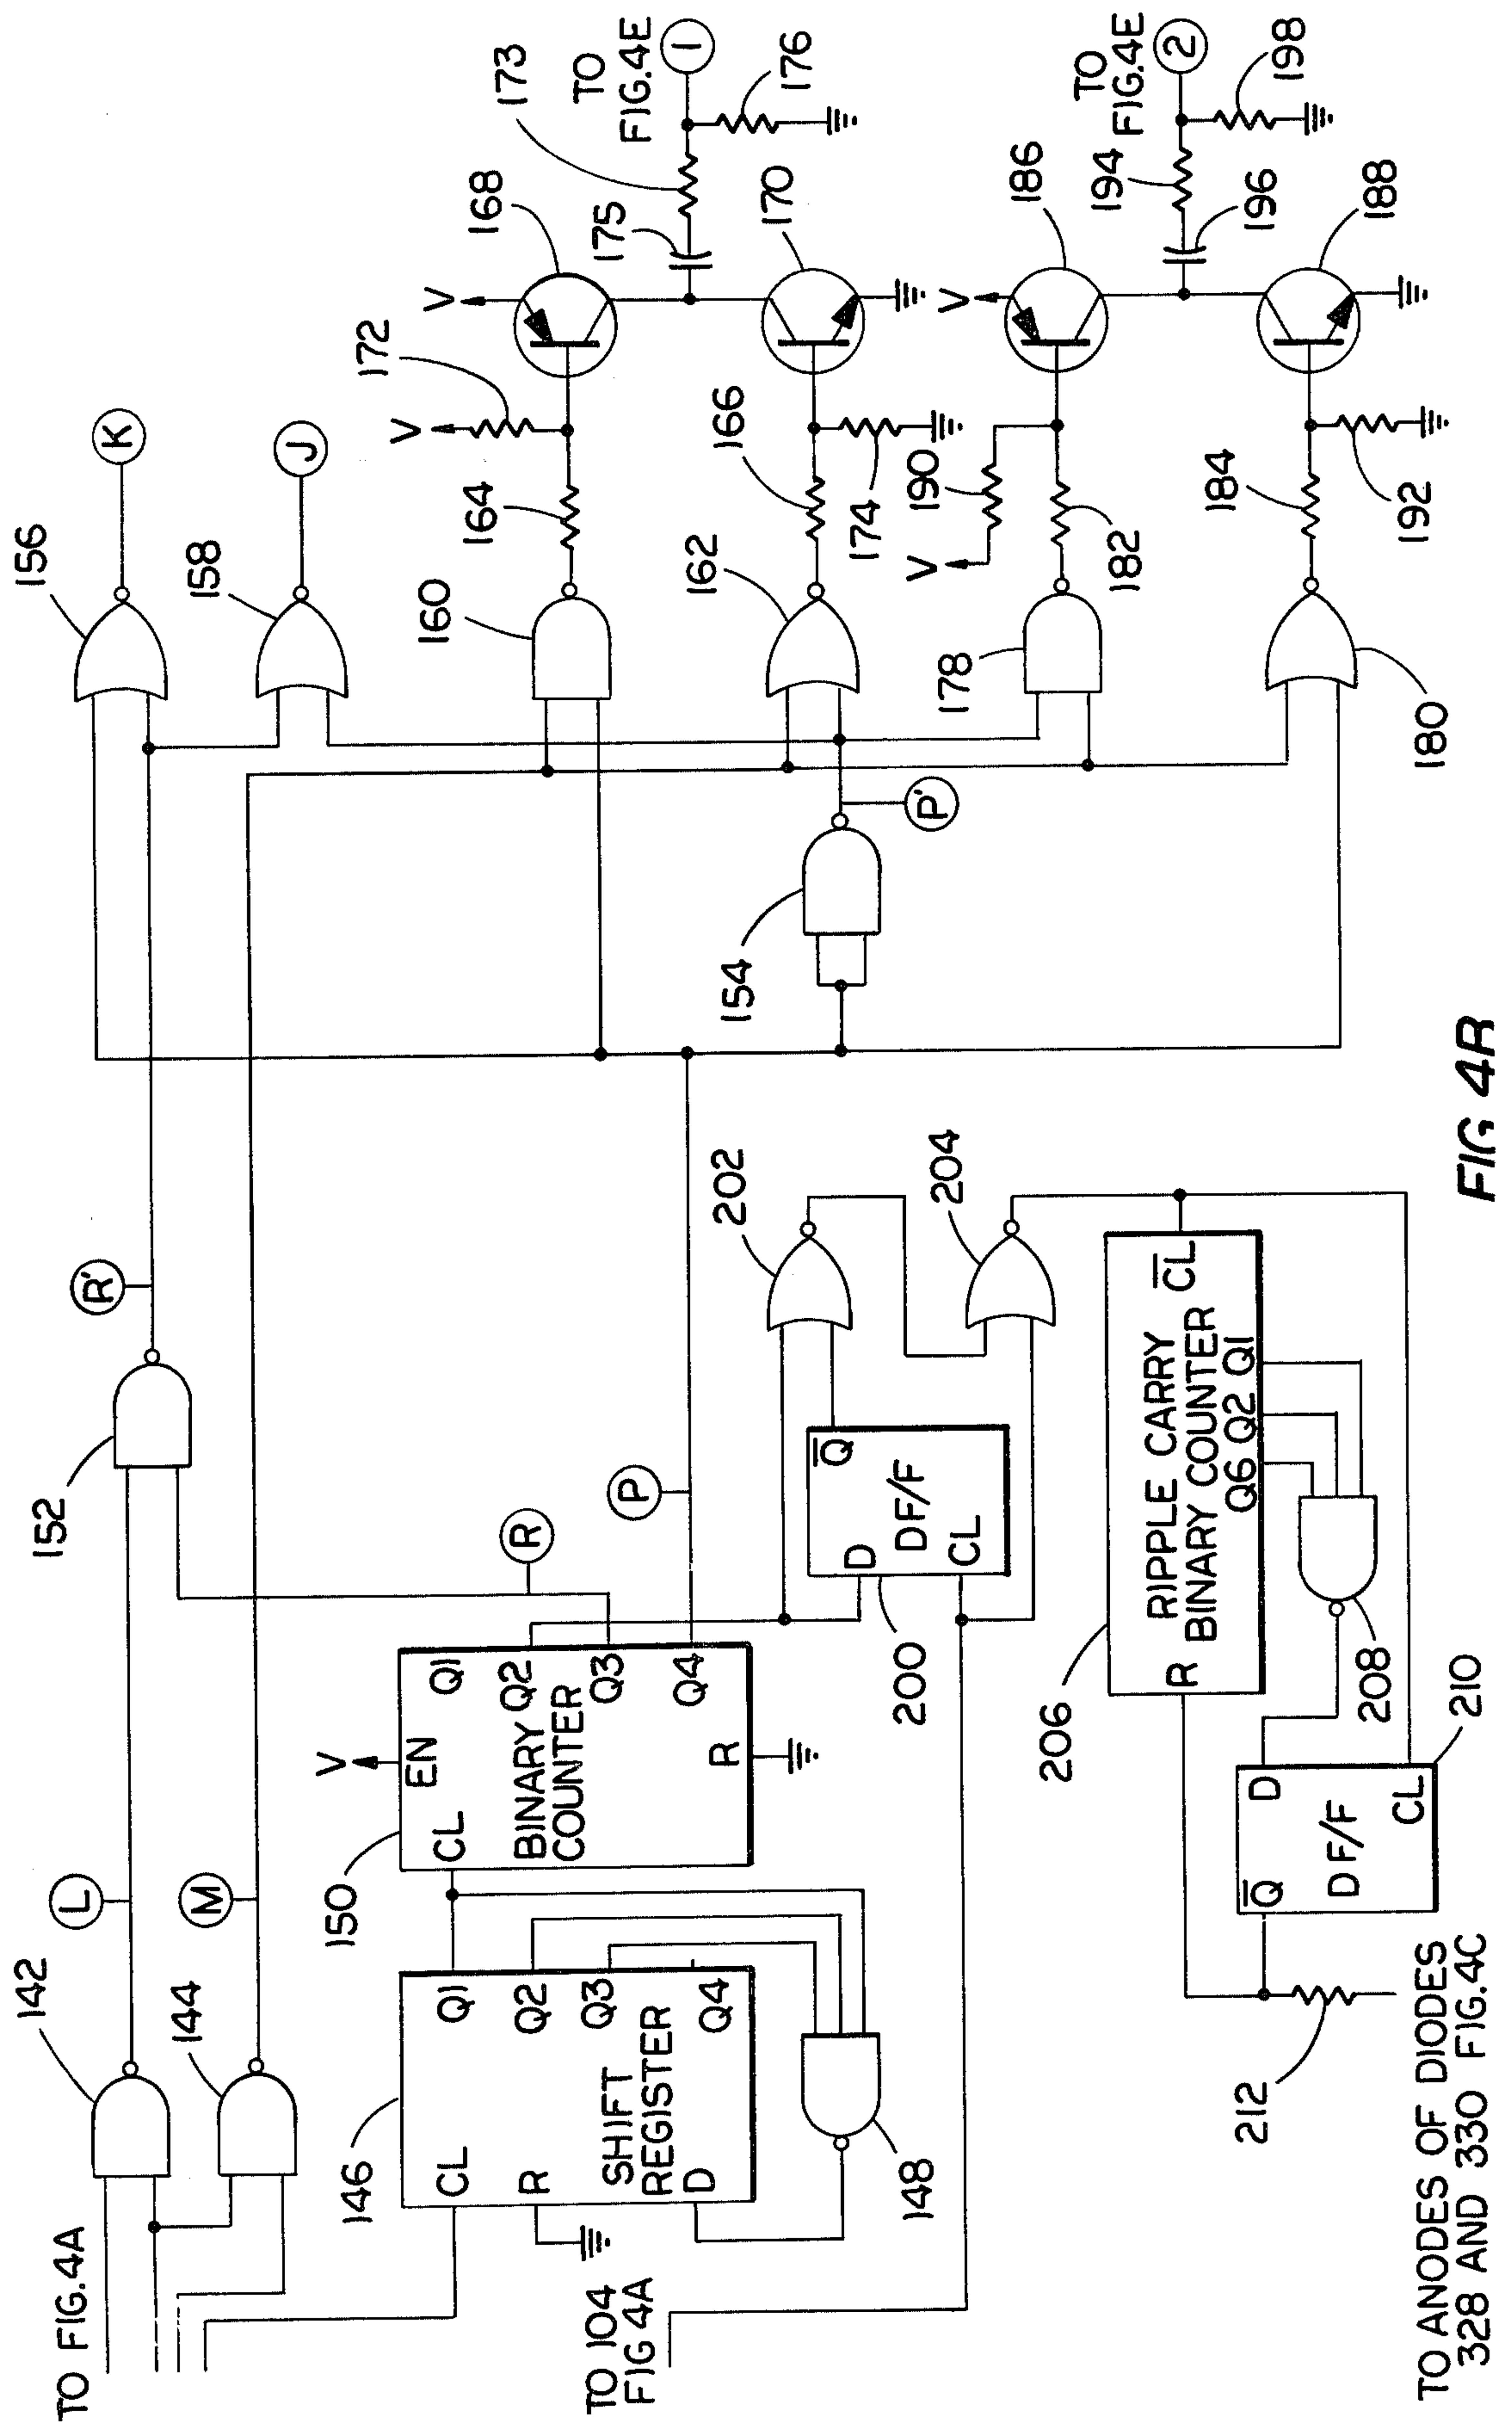 TO FIG.4A
142
L
144
M
152
R'
156
K
158
J
146
CL
R
SHIFT
REGISTER
D
Q1
Q2
Q3
Q4
148
150
CL
V
EN
BINARY
COUNTER
R
Q1
Q2
Q3
Q4
R
P
154
P'
160
164
V
172
V
168
173
175
TO
FIG.4E
1
176
162
166
174
170
178
182
V
190
V
186
194
196
TO
FIG.4E
2
198
180
184
192
188
TO 104
FIG 4A
200
D
DF/F
CL
Q̅
202
204
206
R
RIPPLE CARRY
BINARY COUNTER
Q6 Q2 Q1
C̅L̅
208
210
D
DF/F
CL
Q̅
212
TO ANODES OF DIODES
328 AND 330 FIG.4C
FIG 4B